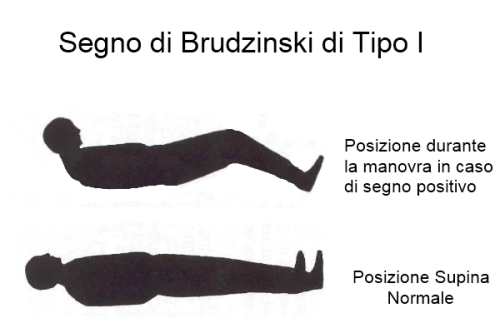 Segno di Brudzinski di Tipo I
Posizione durante
la manovra in caso
di segno positivo
Posizione Supina
Normale